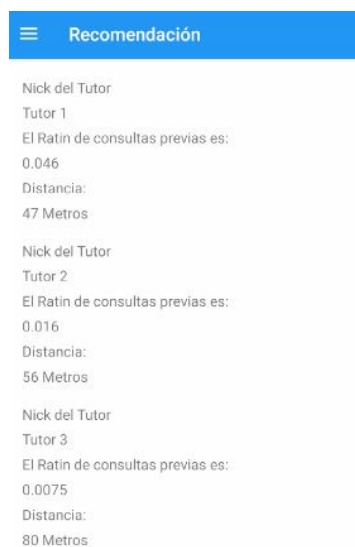 Recomendación
Nick del Tutor
Tutor 1
El Ratin de consultas previas es:
0.046
Distancia:
47 Metros
Nick del Tutor
Tutor 2
El Ratin de consultas previas es:
0.016
Distancia:
56 Metros
Nick del Tutor
Tutor 3
El Ratin de consultas previas es:
0.0075
Distancia:
80 Metros